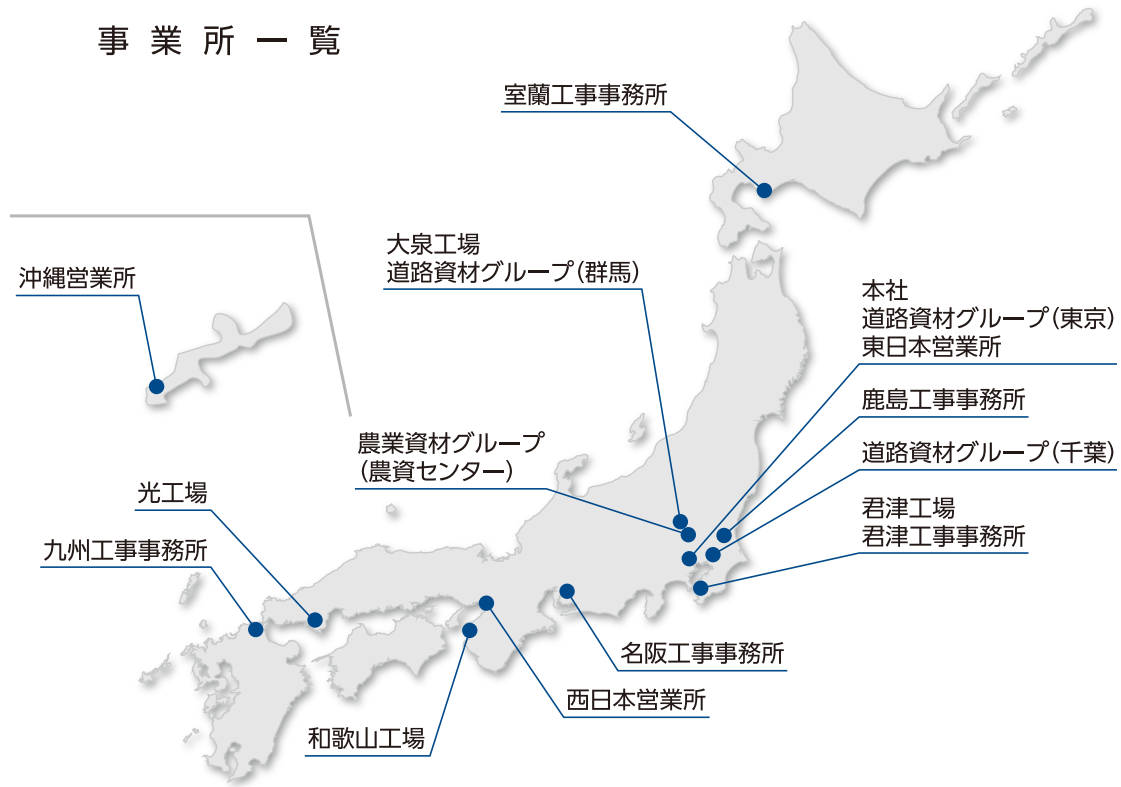 事業所一覧
室蘭工事事務所
大泉工場
道路資材グループ（群馬）
沖縄営業所
本社
道路資材グループ（東京）
東日本営業所
鹿島工事事務所
農業資材グループ
（農資センター）
道路資材グループ（千葉）
光工場
君津工場
君津工事事務所
九州工事事務所
名阪工事事務所
西日本営業所
和歌山工場